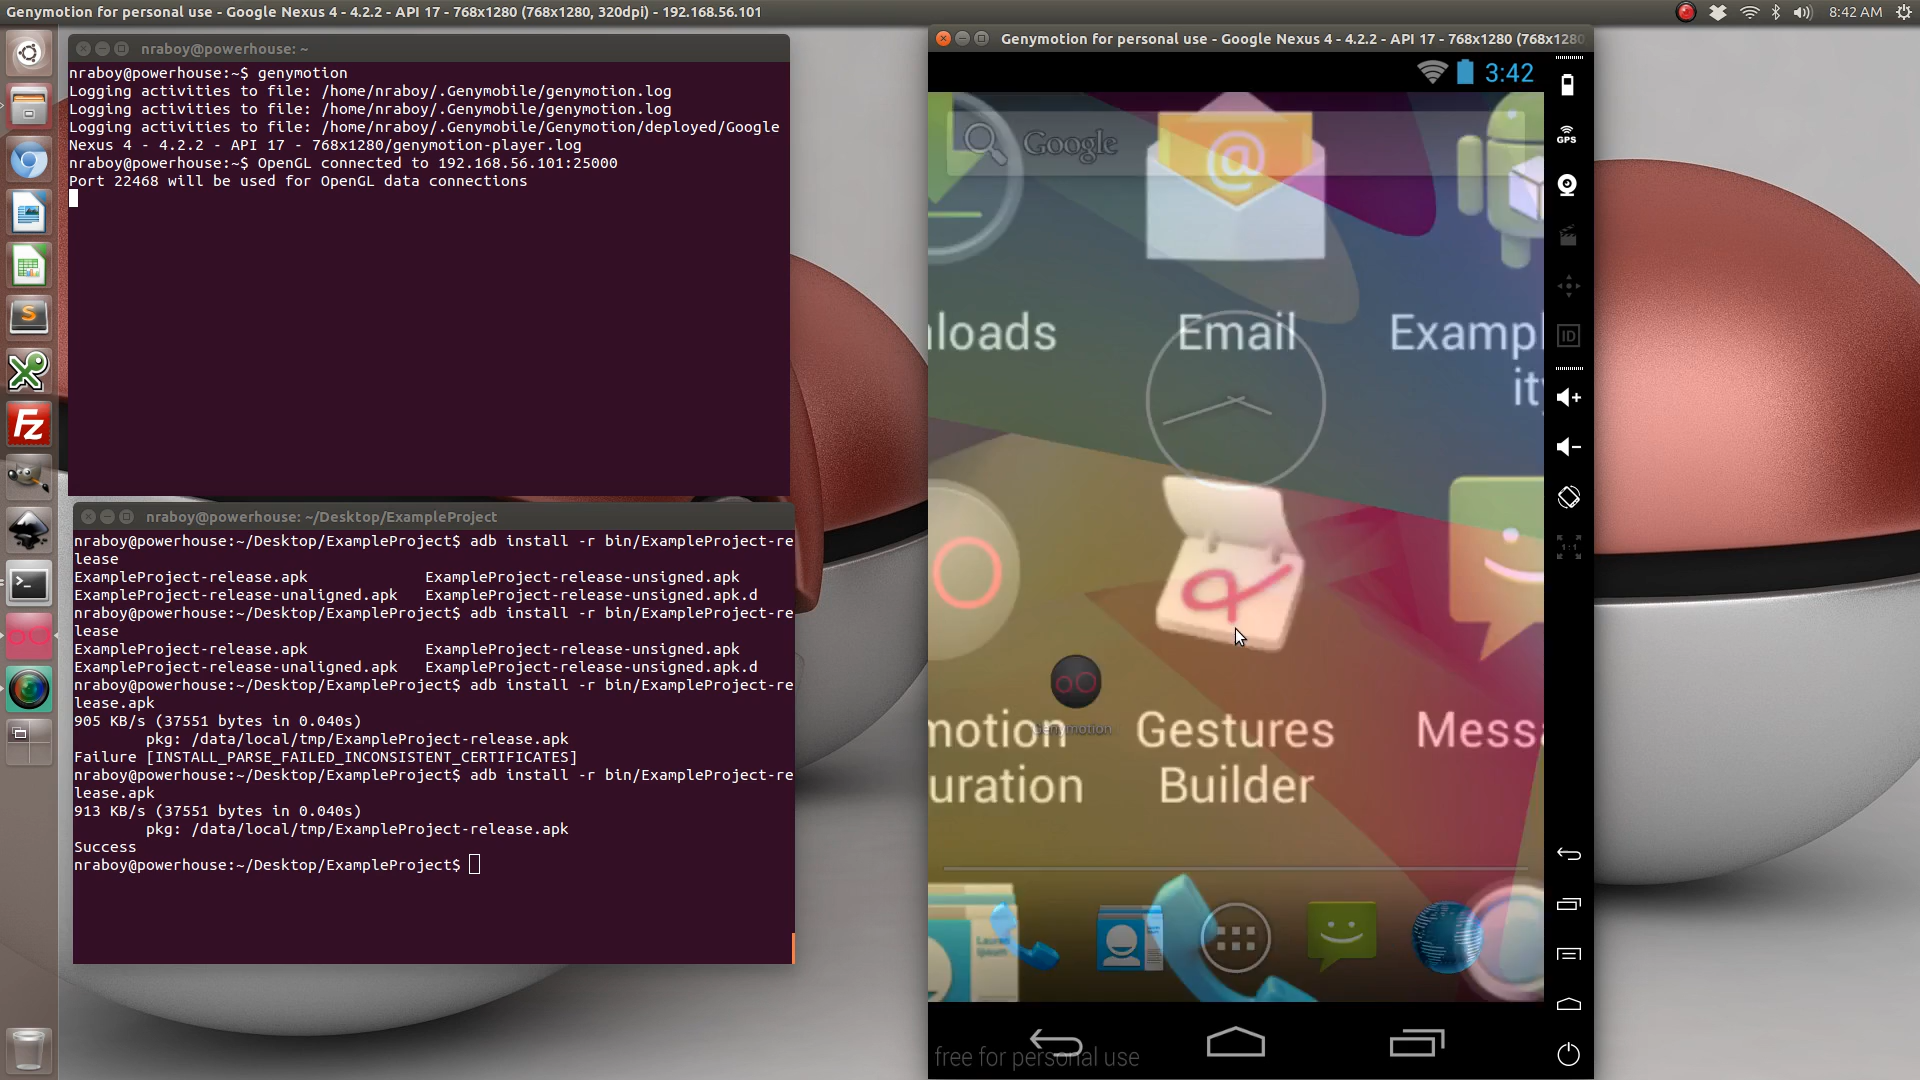 Genymotion for personal use - Google Nexus 4 - 4.2.2 - API 17 - 768x1280 (768x1280, 320dpi) - 192.168.56.101
8:42 AM
nraboy@powerhouse: ~
nraboy@powerhouse:~$ genymotion
Logging activities to file: /home/nraboy/.Genymobile/genymotion.log
Logging activities to file: /home/nraboy/.Genymobile/genymotion.log
Logging activities to file: /home/nraboy/.Genymobile/Genymotion/deployed/Google
Nexus 4 - 4.2.2 - API 17 - 768x1280/genymotion-player.log
nraboy@powerhouse:~$ OpenGL connected to 192.168.56.101:25000
Port 22468 will be used for OpenGL data connections
nraboy@powerhouse: ~/Desktop/ExampleProject
nraboy@powerhouse:~/Desktop/ExampleProject$ adb install -r bin/ExampleProject-re
lease
ExampleProject-release.apk ExampleProject-release-unsigned.apk
ExampleProject-release-unaligned.apk ExampleProject-release-unsigned.apk.d
nraboy@powerhouse:~/Desktop/ExampleProject$ adb install -r bin/ExampleProject-re
lease
ExampleProject-release.apk ExampleProject-release-unsigned.apk
ExampleProject-release-unaligned.apk ExampleProject-release-unsigned.apk.d
nraboy@powerhouse:~/Desktop/ExampleProject$ adb install -r bin/ExampleProject-re
lease.apk
905 KB/s (37551 bytes in 0.040s)
pkg: /data/local/tmp/ExampleProject-release.apk
Failure [INSTALL_PARSE_FAILED_INCONSISTENT_CERTIFICATES]
nraboy@powerhouse:~/Desktop/ExampleProject$ adb install -r bin/ExampleProject-re
lease.apk
913 KB/s (37551 bytes in 0.040s)
pkg: /data/local/tmp/ExampleProject-release.apk
Success
nraboy@powerhouse:~/Desktop/ExampleProject$
Genymotion for personal use - Google Nexus 4 - 4.2.2 - API 17 - 768x1280 (768x1280
3:42
Google
@
nloads
Email
Exampl
ity
Genymotion
motion
uration
Gestures
Builder
Messa
free for personal use
GPS
ID
1:1